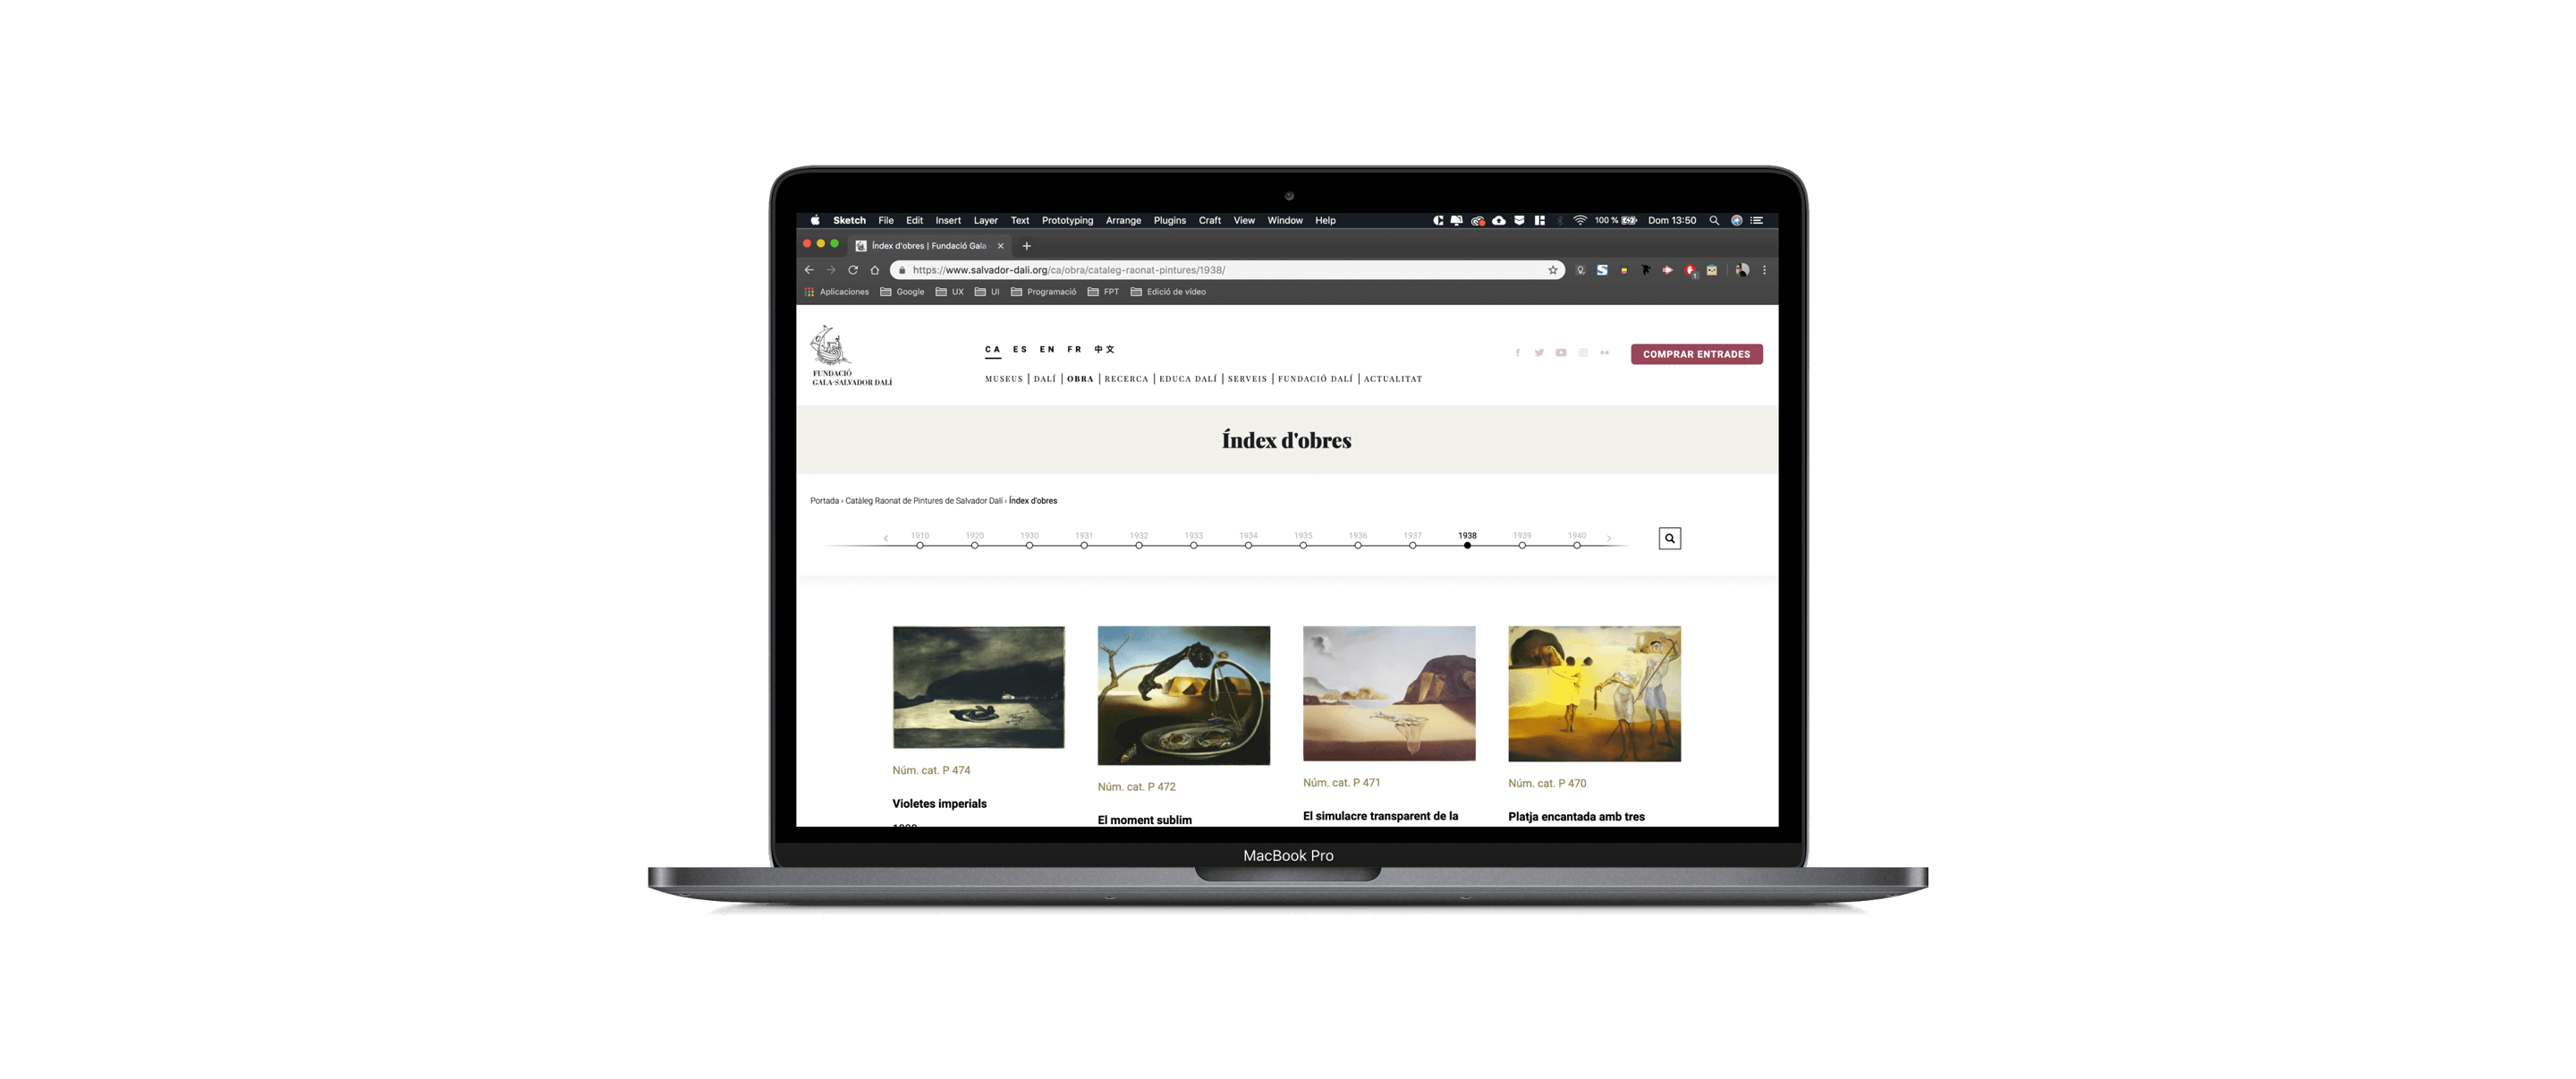 Sketch File Edit Insert Layer Text Prototyping Arrange Plugins Craft View Window Help 100 % Dom 13:50
Índex d'obres | Fundació Gala
https://www.salvador-dali.org/ca/obra/cataleg-raonat-pintures/1938/
1
Aplicaciones Google UX UI Programació FPT Edició de vídeo
CA ES EN FR 中文
COMPRAR ENTRADES
FUNDACIÓ
GALA-SALVADOR DALÍ
MUSEUS | DALÍ | OBRA | RECERCA | EDUCA DALÍ | SERVEIS | FUNDACIÓ DALÍ | ACTUALITAT
Índex d'obres
Portada › Catàleg Raonat de Pintures de Salvador Dalí › Índex d'obres
1910 1920 1930 1931 1932 1933 1934 1935 1936 1937 1938 1939 1940
Núm. cat. P 474
Violetes imperials
Núm. cat. P 472
El moment sublim
Núm. cat. P 471
El simulacre transparent de la
Núm. cat. P 470
Platja encantada amb tres
MacBook Pro